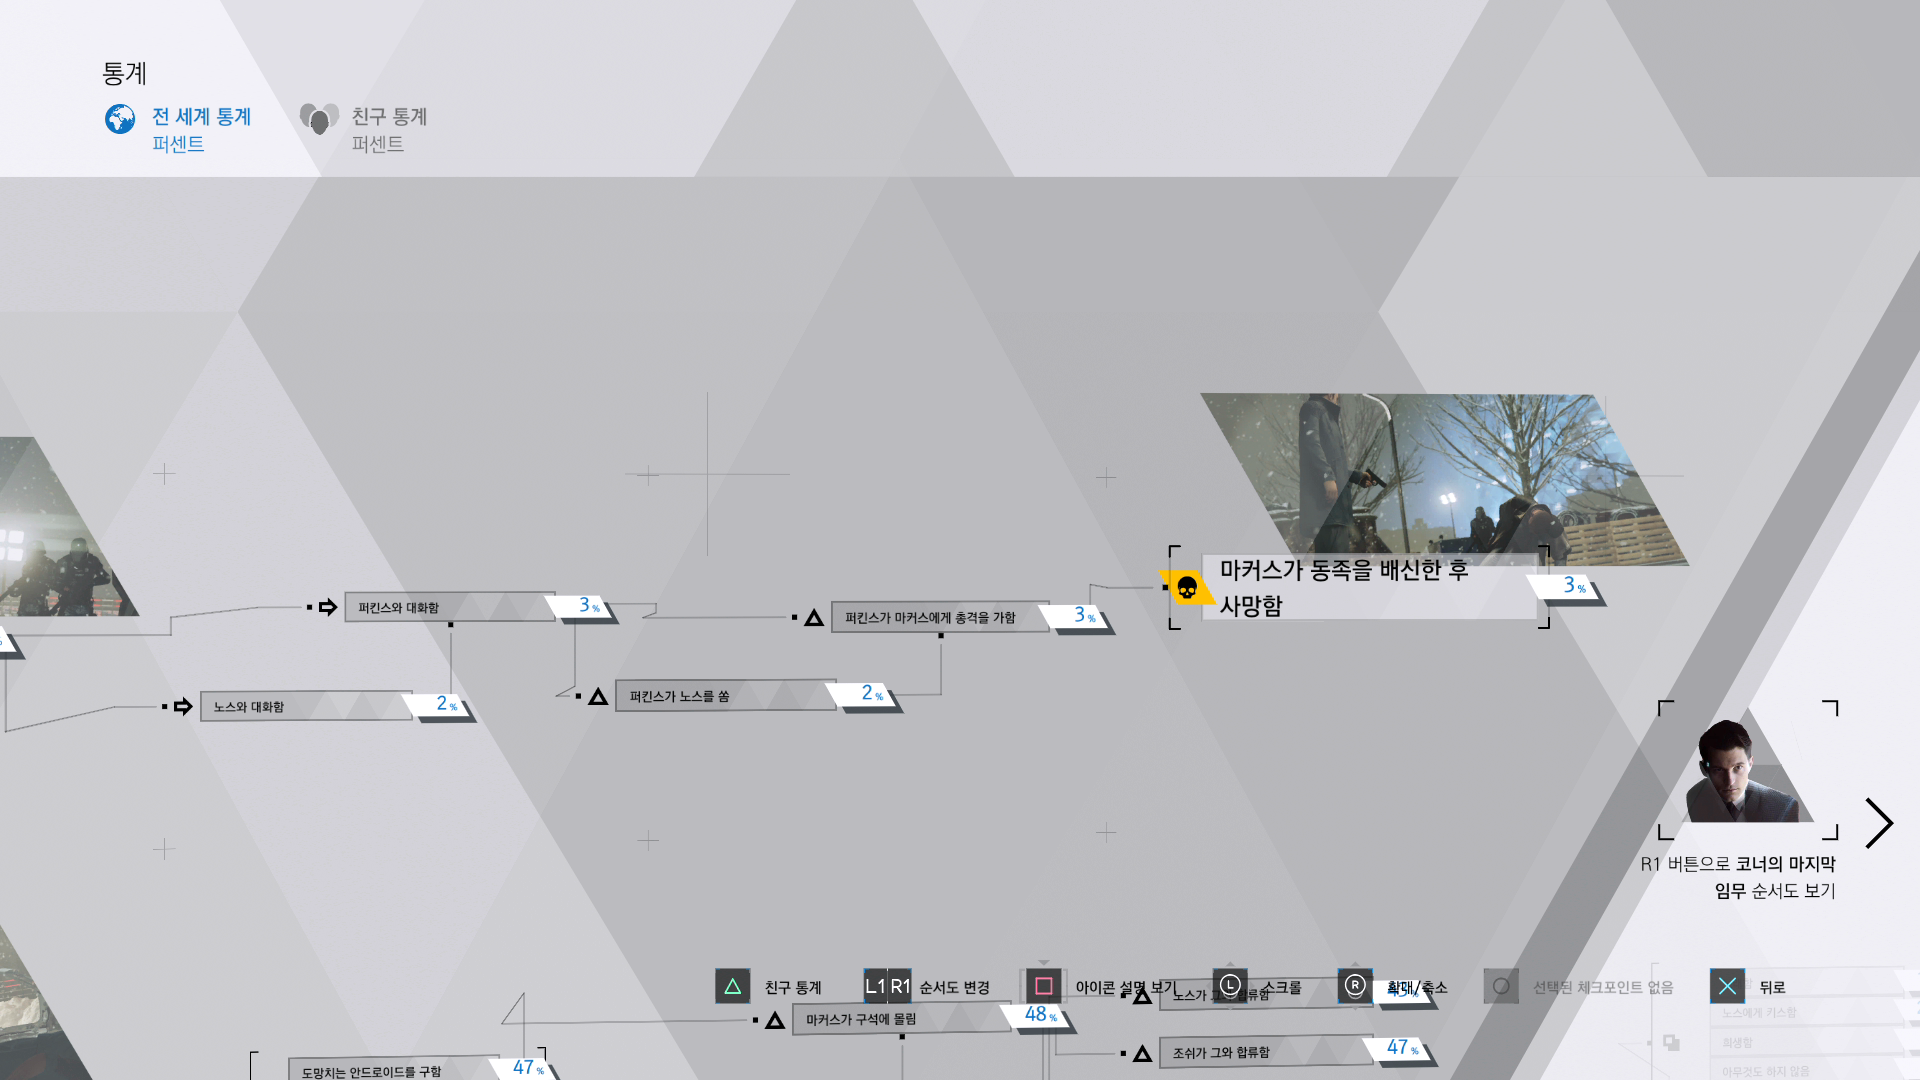 통계
전 세계 통계
퍼센트
친구 통계
퍼센트
마커스가 동족을 배신한 후
사망함
3%
퍼킨스와 대화함
3%
퍼킨스가 마커스에게 총격을 가함
3%
노스와 대화함
2%
퍼킨스가 노스를 쏨
2%
R1 버튼으로 코너의 마지막
임무 순서도 보기
친구 통계
L1 R1 순서도 변경
아이콘 설명 보기
L 스크롤
R 확대/축소
선택된 체크포인트 없음
뒤로
마커스가 구석에 몰림
48%
노스에게 키스함
희생함
조쉬가 그와 합류함
47%
도망치는 안드로이드를 구함
47%
아무것도 하지 않음